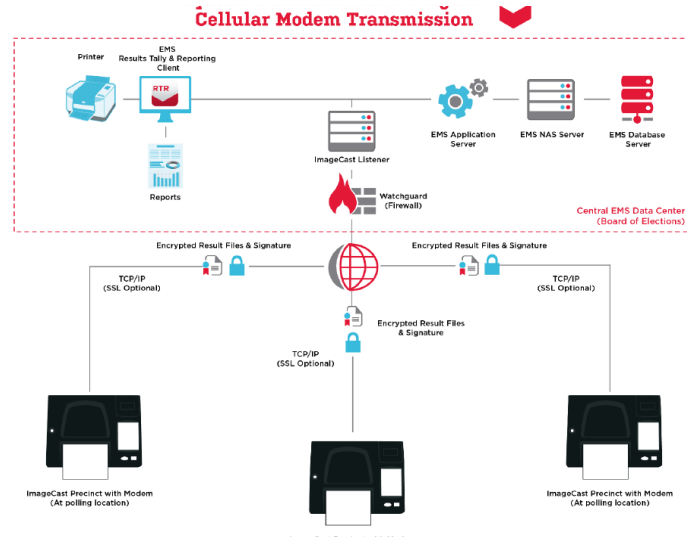 Cellular Modem Transmission
EMS
Results Tally & Reporting
Client
Printer
RTR
Reports
ImageCast Listener
EMS Application
Server
EMS NAS Server
EMS Database
Server
Watchguard
(Firewall)
Central EMS Data Center
(Board of Elections)
Encrypted Result Files & Signature
Encrypted Result Files & Signature
TCP/IP
(SSL Optional)
TCP/IP
(SSL Optional)
Encrypted Result Files
& Signature
TCP/IP
(SSL Optional)
ImageCast Precinct with Modem
(At polling location)
ImageCast Precinct with Modem
(At polling location)